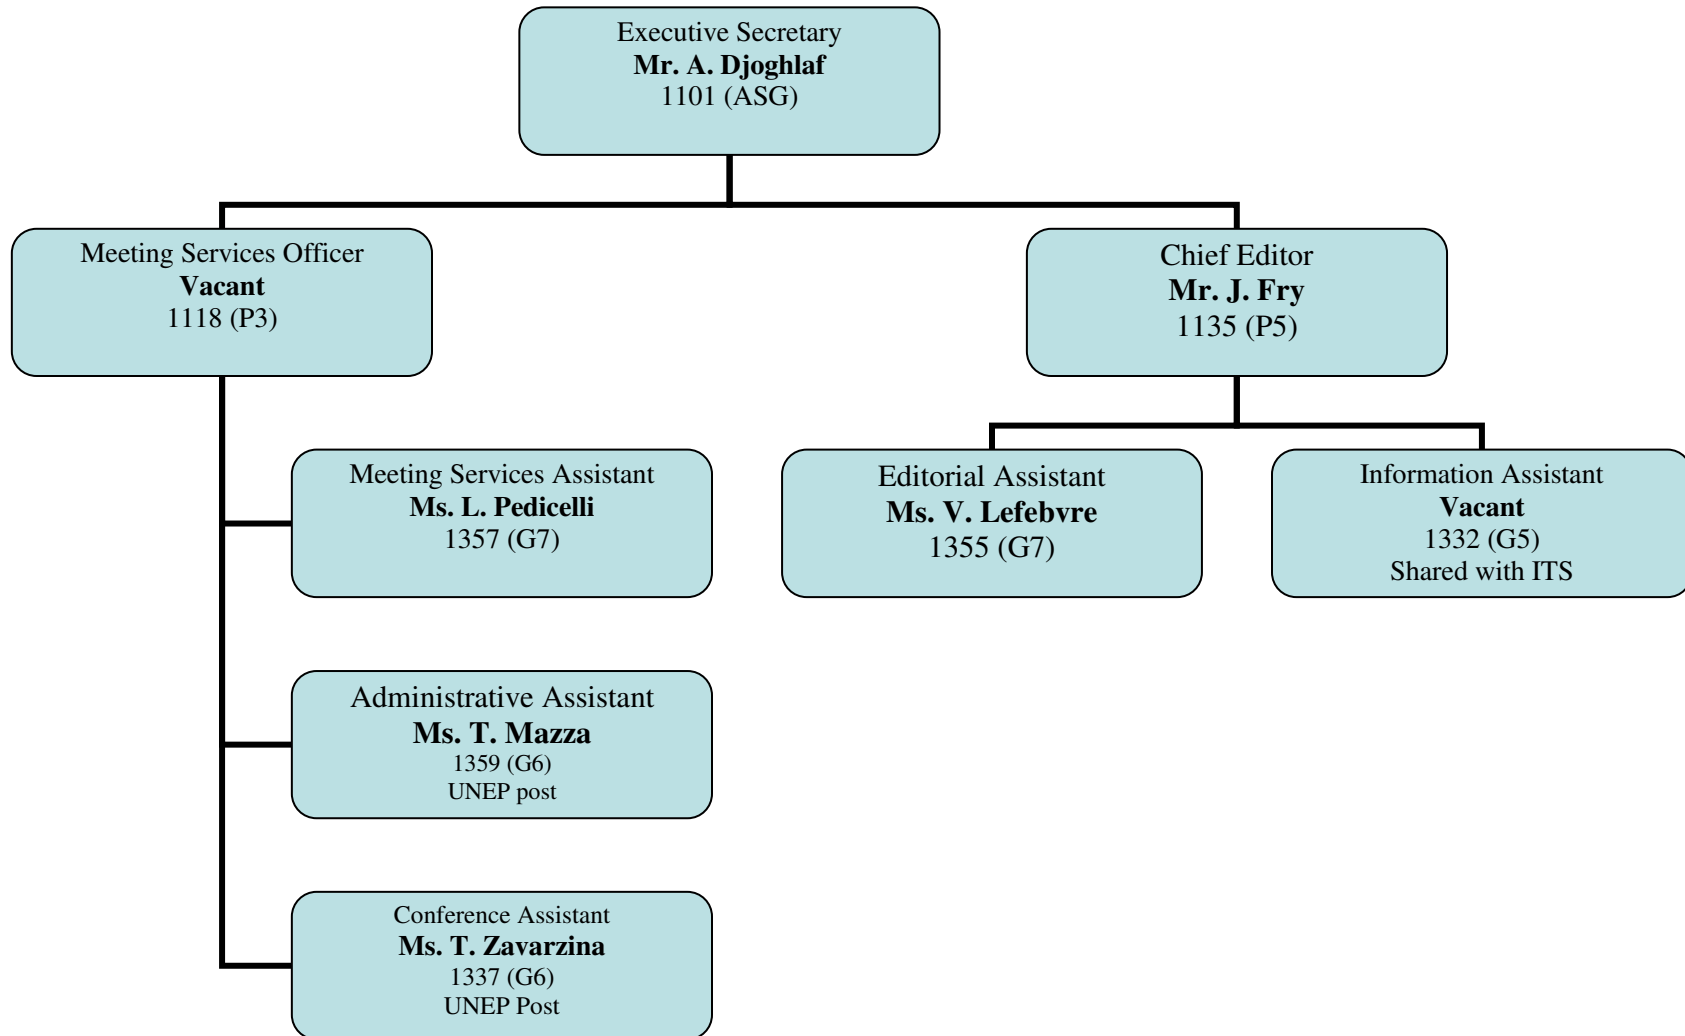 Executive Secretary
Mr. A. Djoghlaf
1101 (ASG)
Meeting Services Officer
Vacant
1118 (P3)
Chief Editor
Mr. J. Fry
1135 (P5)
Meeting Services Assistant
Ms. L. Pedicelli
1357 (G7)
Editorial Assistant
Ms. V. Lefebvre
1355 (G7)
Information Assistant
Vacant
1332 (G5)
Shared with ITS
Administrative Assistant
Ms. T. Mazza
1359 (G6)
UNEP post
Conference Assistant
Ms. T. Zavarzina
1337 (G6)
UNEP Post